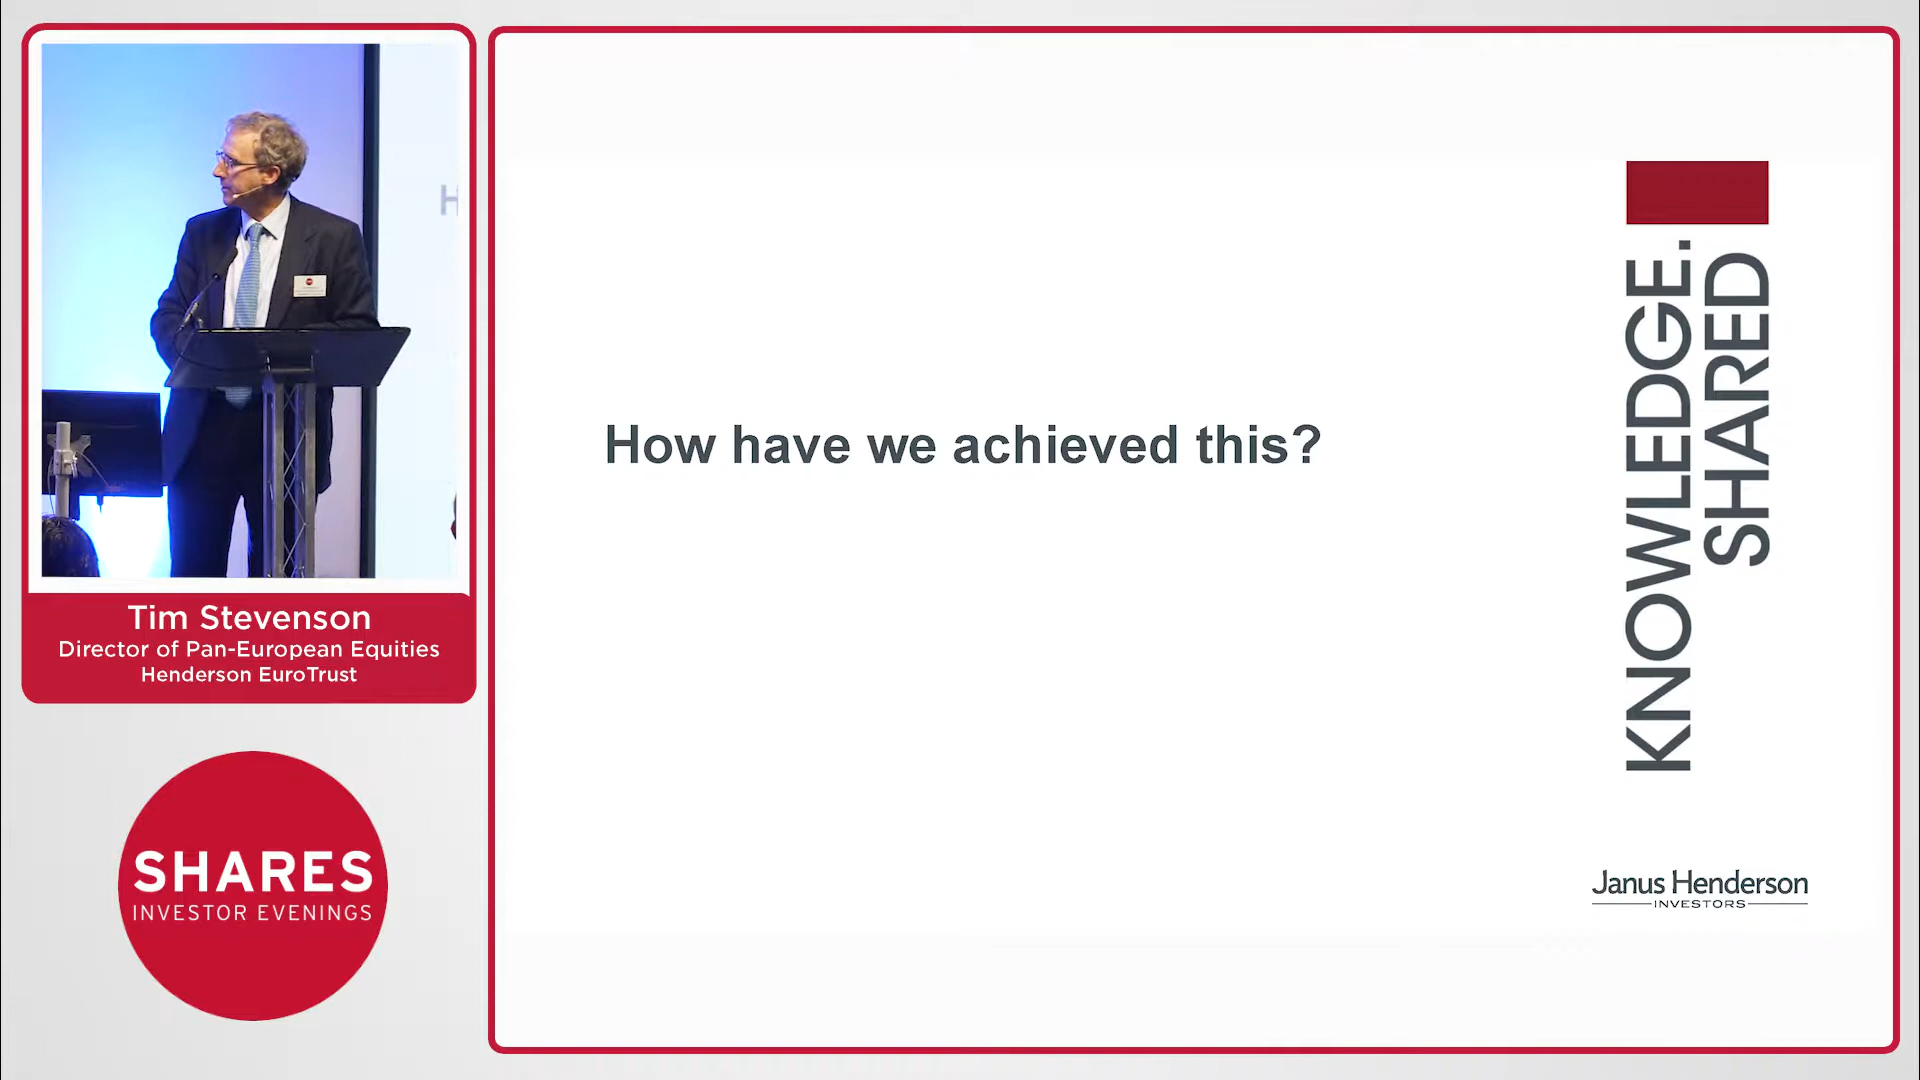 H
Tim Stevenson
Director of Pan-European Equities
Henderson EuroTrust
SHARES
INVESTOR EVENINGS
How have we achieved this?
KNOWLEDGE.
SHARED
Janus Henderson
INVESTORS